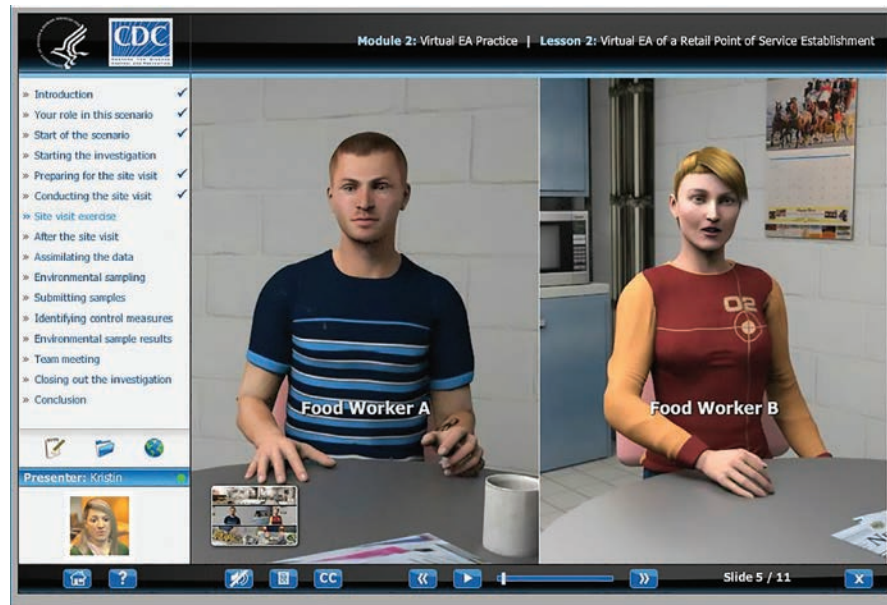 CDC
Module 2: Virtual EA Practice | Lesson 2: Virtual EA of a Retail Point of Service Establishment
» Introduction ✓
» Your role in this scenario ✓
» Start of the scenario ✓
» Starting the investigation
» Preparing for the site visit ✓
» Conducting the site visit ✓
» Site visit exercise
» After the site visit
» Assimilating the data
» Environmental sampling
» Submitting samples
» Identifying control measures
» Environmental sample results
» Team meeting
» Closing out the investigation
» Conclusion
Presenter: Kristin
02
Food Worker A
Food Worker B
? CC Slide 5 / 11 X